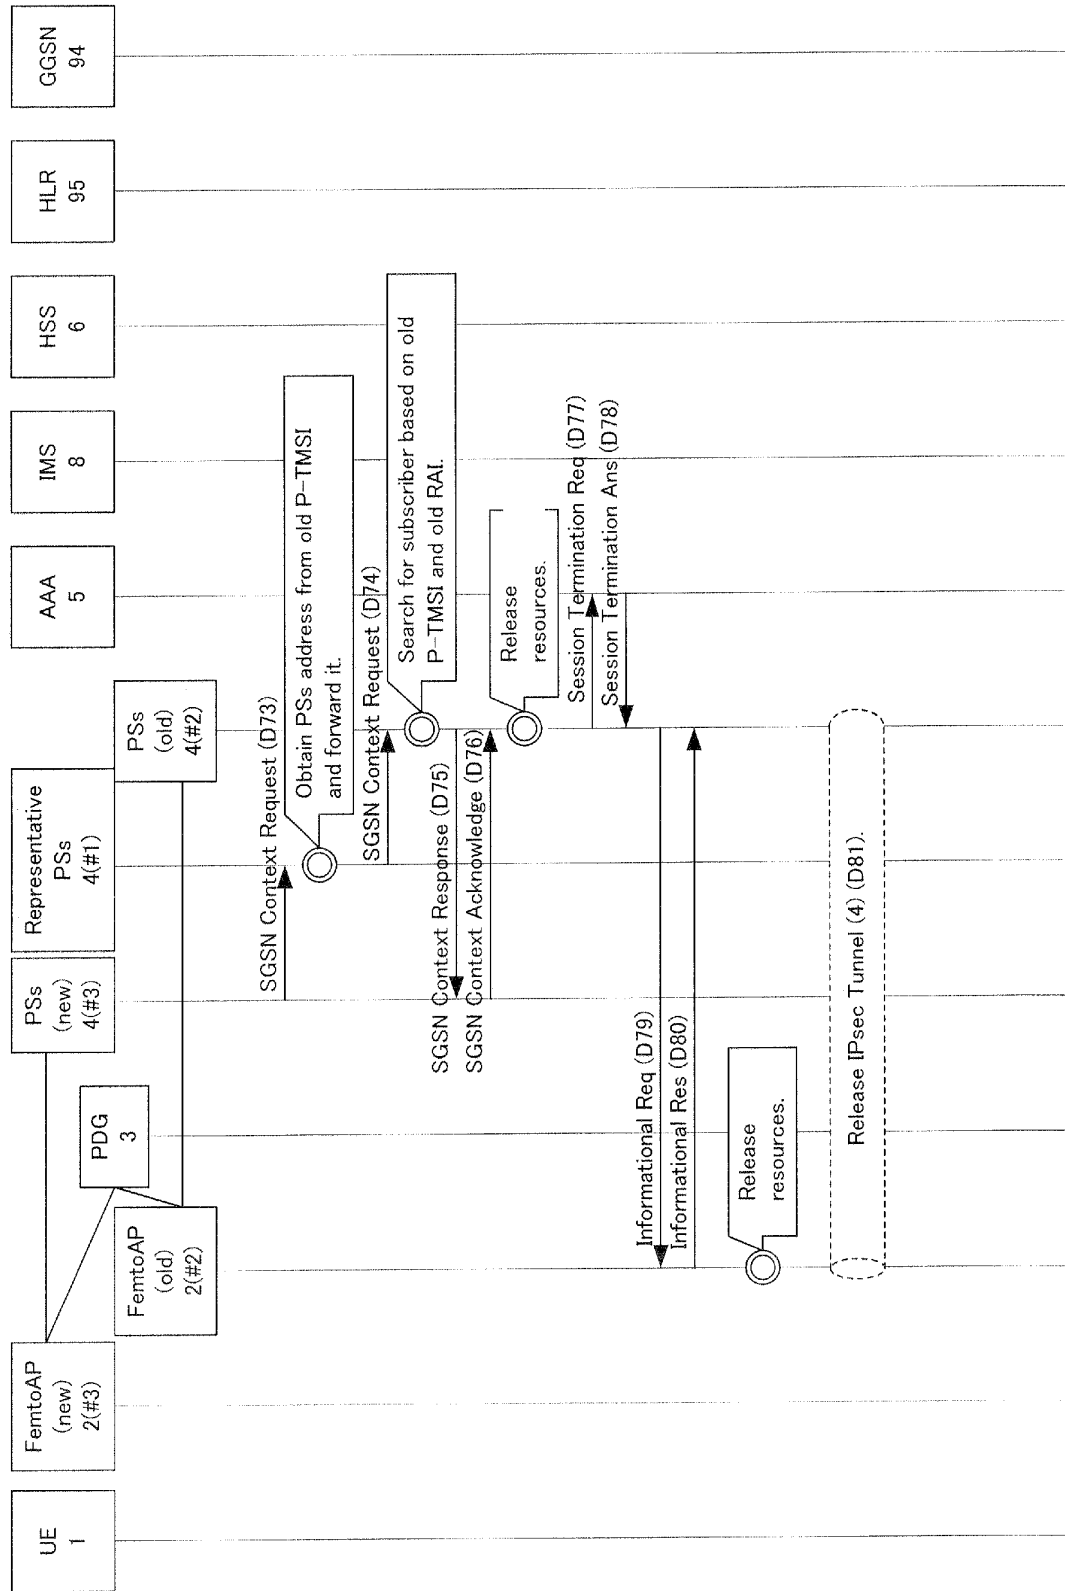 UE
1
FemtoAP
(new)
2(#3)
FemtoAP
(old)
2(#2)
PDG
3
PSs
(new)
4(#3)
Representative
PSs
4(#1)
PSs
(old)
4(#2)
AAA
5
IMS
8
HSS
6
HLR
95
GGSN
94
SGSN Context Request (D73)
Obtain PSs address from old P-TMSI
and forward it.
SGSN Context Request (D74)
Search for subscriber based on old
P-TMSI and old RAI.
SGSN Context Response (D75)
SGSN Context Acknowledge (D76)
Release
resources.
Session Termination Req (D77)
Session Termination Ans (D78)
Informational Req (D79)
Informational Res (D80)
Release
resources.
Release IPsec Tunnel (4) (D81).